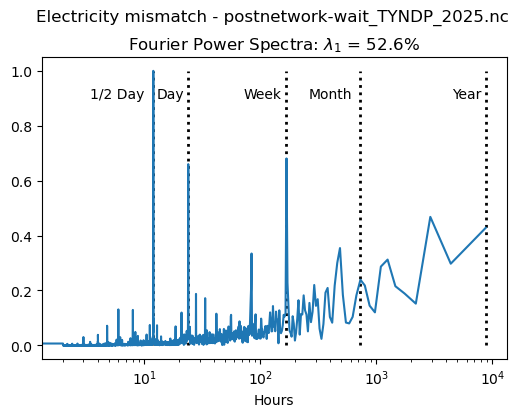 Electricity mismatch - postnetwork-wait_TYNDP_2025.nc
Fourier Power Spectra: λ₁ = 52.6%
1/2 Day
Day
Week
Month
Year
1.0
0.8
0.6
0.4
0.2
0.0
10¹
10²
10³
10⁴
Hours